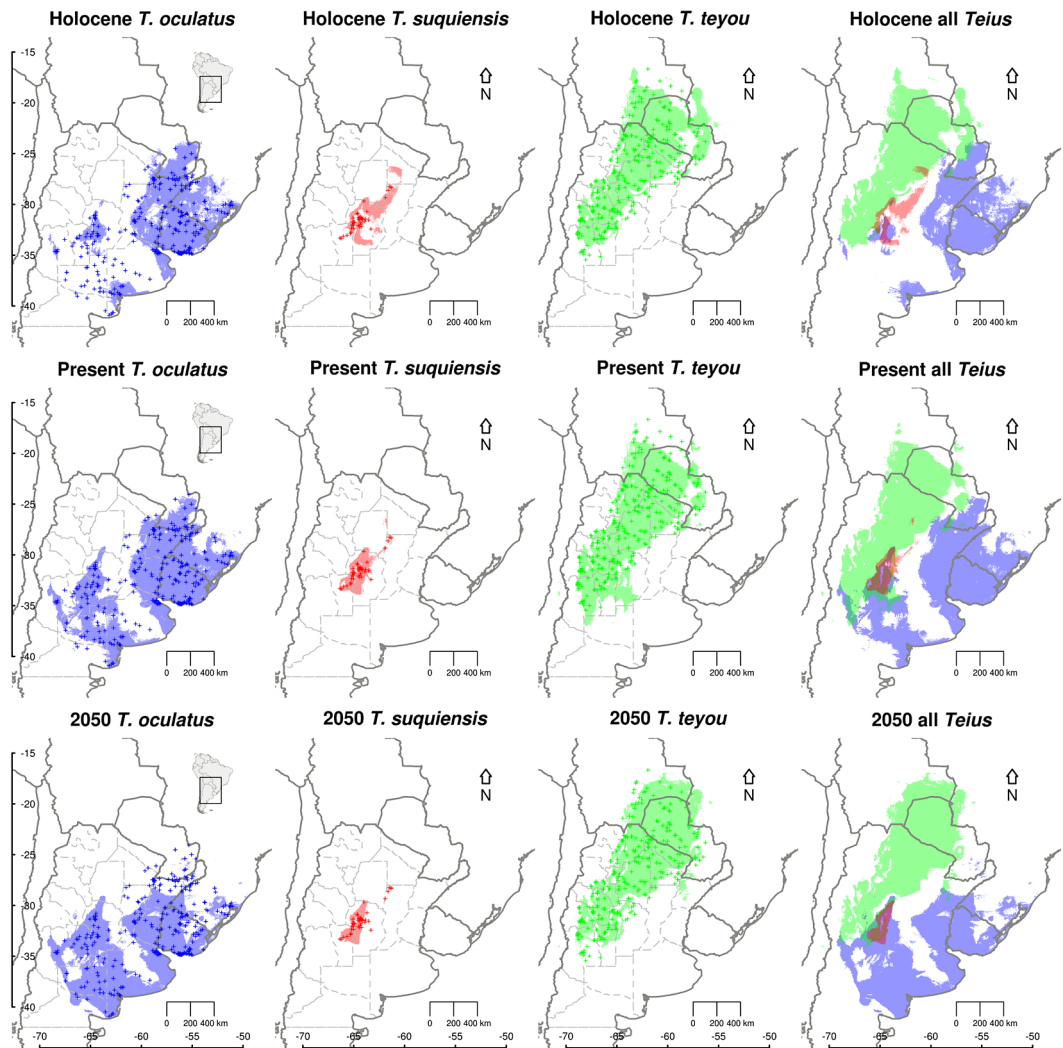 Holocene T. oculatus
Holocene T. suquiensis
Holocene T. teyou
Holocene all Teius
-15
-20
-25
-30
-35
-40
N
N
N
0 200 400 km
0 200 400 km
0 200 400 km
0 200 400 km
Present T. oculatus
Present T. suquiensis
Present T. teyou
Present all Teius
-15
-20
-25
-30
-35
-40
N
N
N
0 200 400 km
0 200 400 km
0 200 400 km
0 200 400 km
2050 T. oculatus
2050 T. suquiensis
2050 T. teyou
2050 all Teius
-15
-20
-25
-30
-35
-40
N
N
N
0 200 400 km
0 200 400 km
0 200 400 km
0 200 400 km
-70 -65 -60 -55 -50
-65 -60 -55 -50
-65 -60 -55 -50
-65 -60 -55 -50